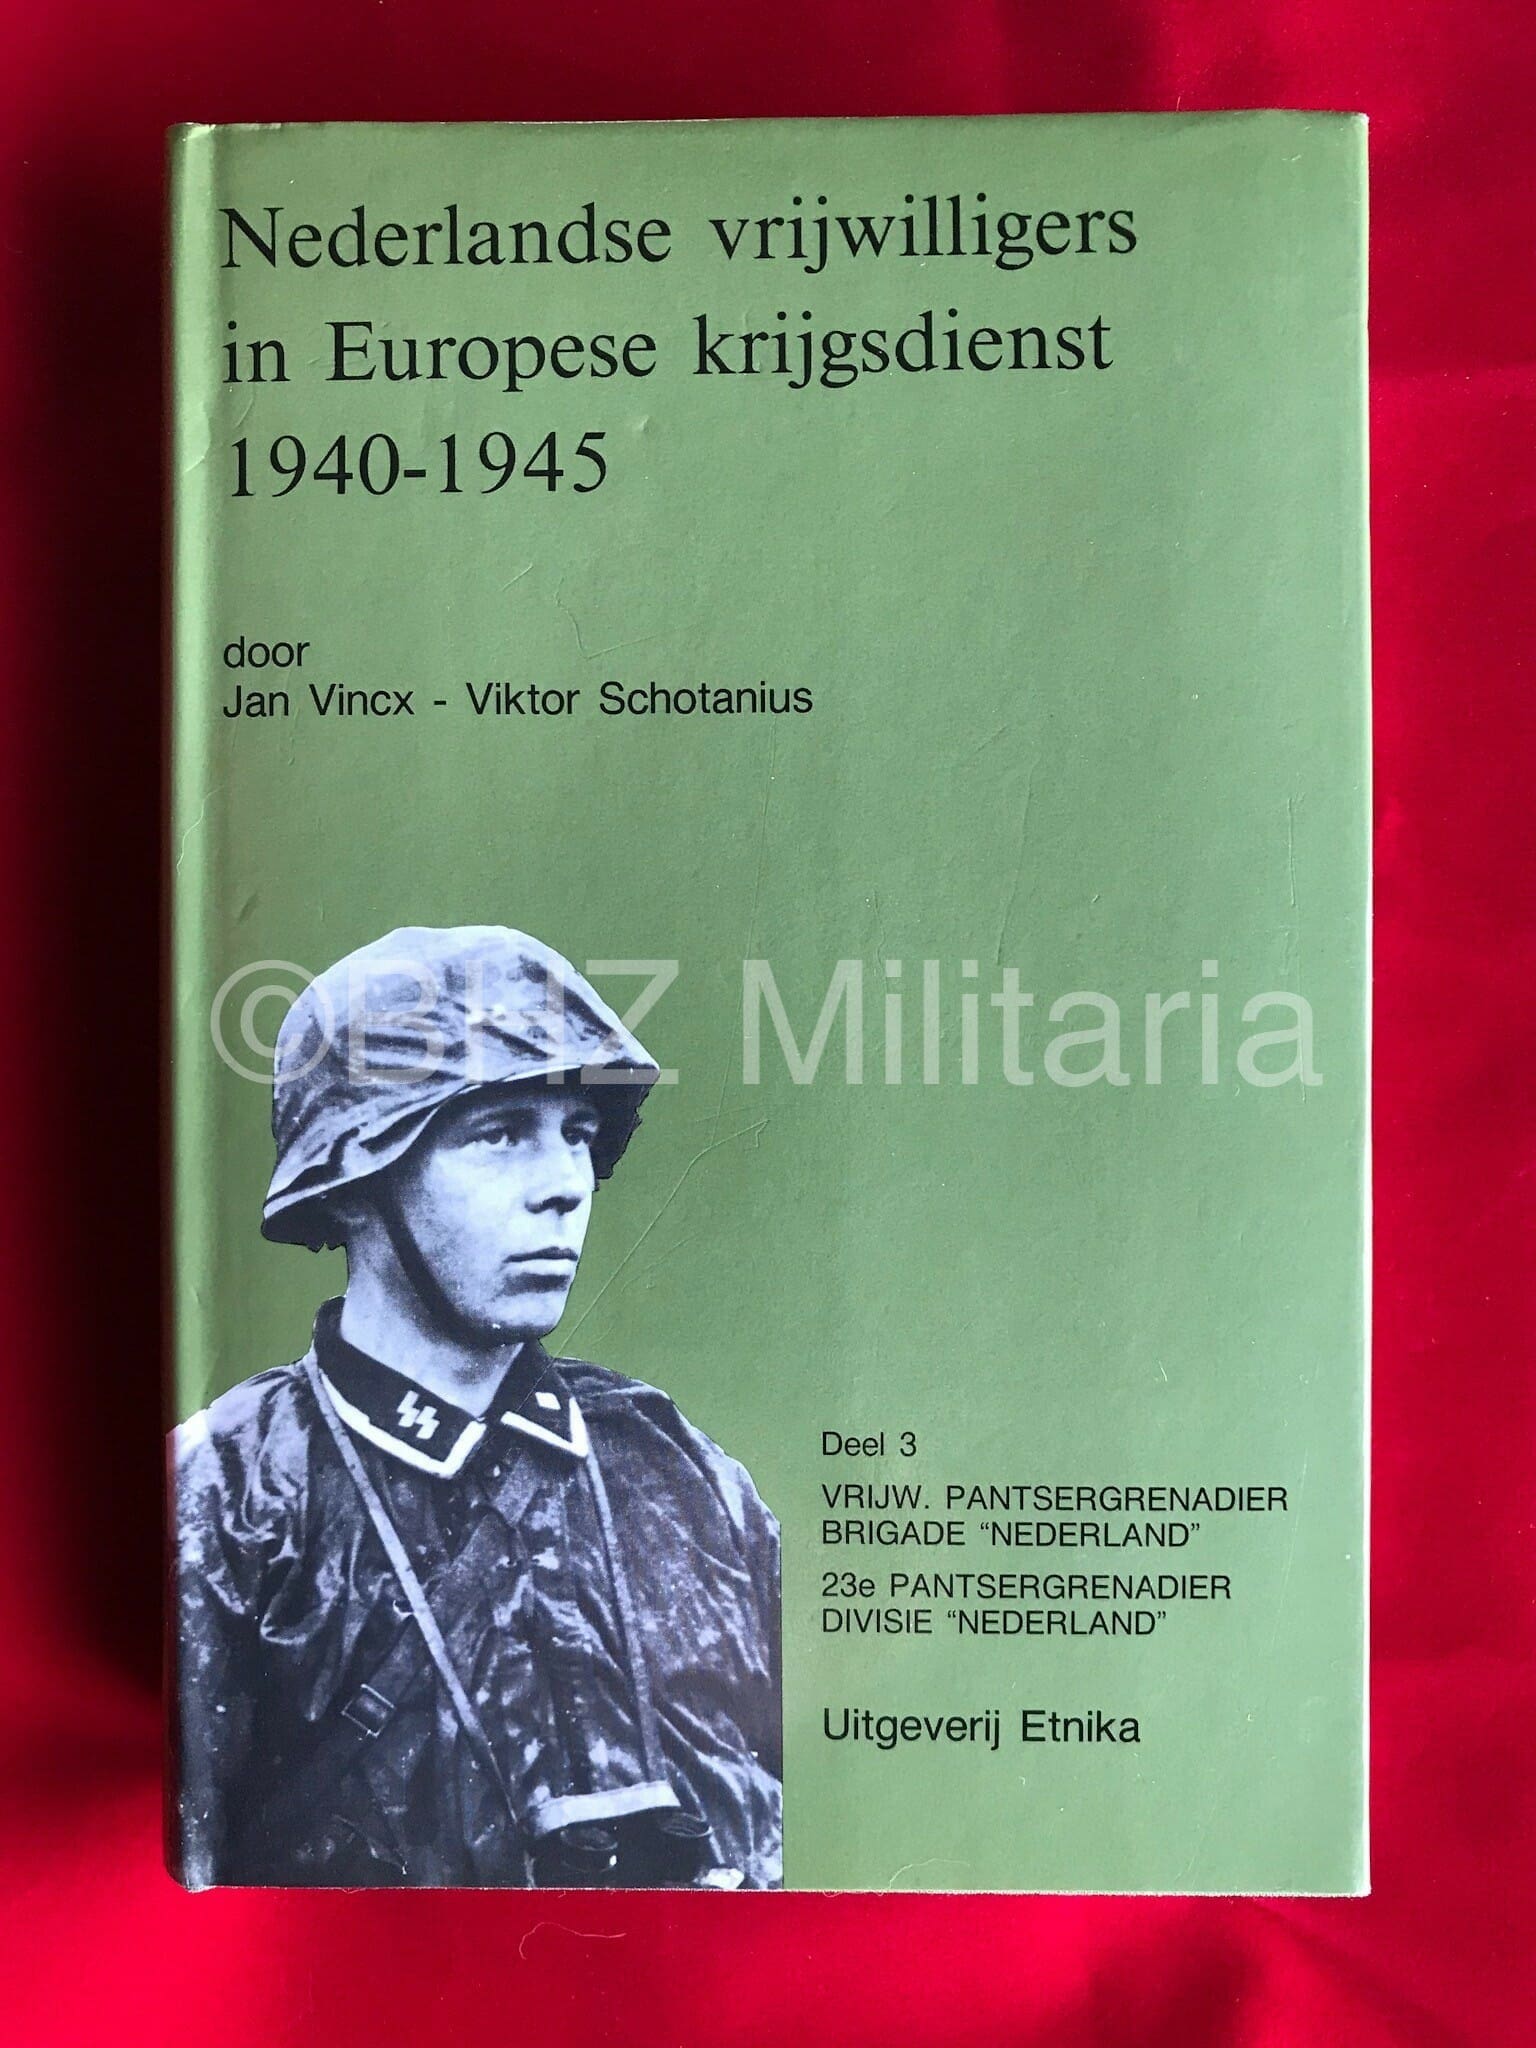 Nederlandse vrijwilligers
in Europese krijgsdienst
1940-1945
door
Jan Vincx - Viktor Schotanius
©BHZ Militaria
Deel 3
VRIJW. PANTSERGRENADIER
BRIGADE “NEDERLAND”
23e PANTSERGRENADIER
DIVISIE “NEDERLAND”
Uitgeverij Etnika